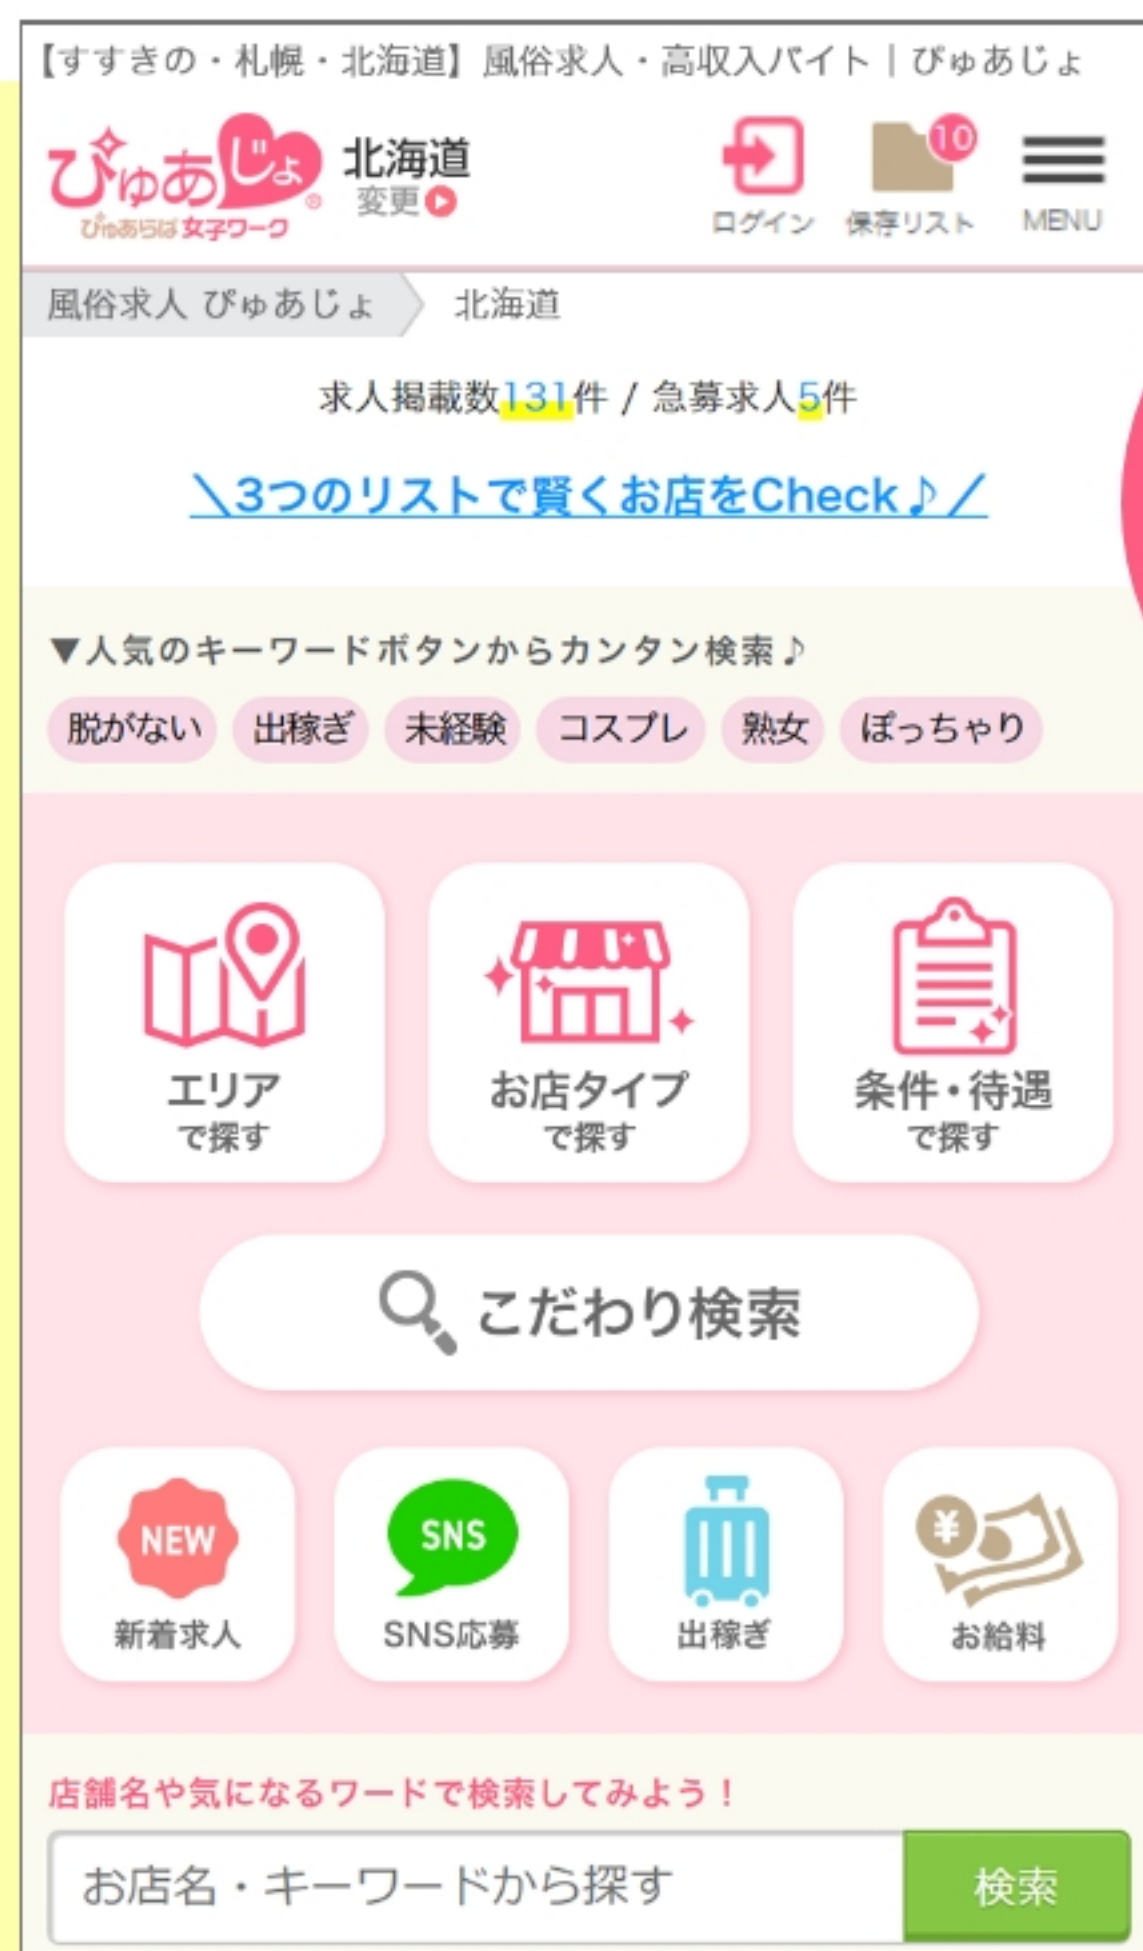 【すすきの・札幌・北海道】風俗求人・高収入バイト｜ぴゅあじょ
ぴゅあじょ®
ぴゅあらば女子ワーク
北海道
変更
ログイン
10
保存リスト
MENU
風俗求人 ぴゅあじょ
北海道
求人掲載数131件 / 急募求人5件
＼3つのリストで賢くお店をCheck♪／
▼人気のキーワードボタンからカンタン検索♪
脱がない 出稼ぎ 未経験 コスプレ 熟女 ぽっちゃり
エリア
で探す
お店タイプ
で探す
条件・待遇
で探す
こだわり検索
NEW
新着求人
SNS
SNS応募
出稼ぎ
¥
お給料
店舗名や気になるワードで検索してみよう！
お店名・キーワードから探す
検索